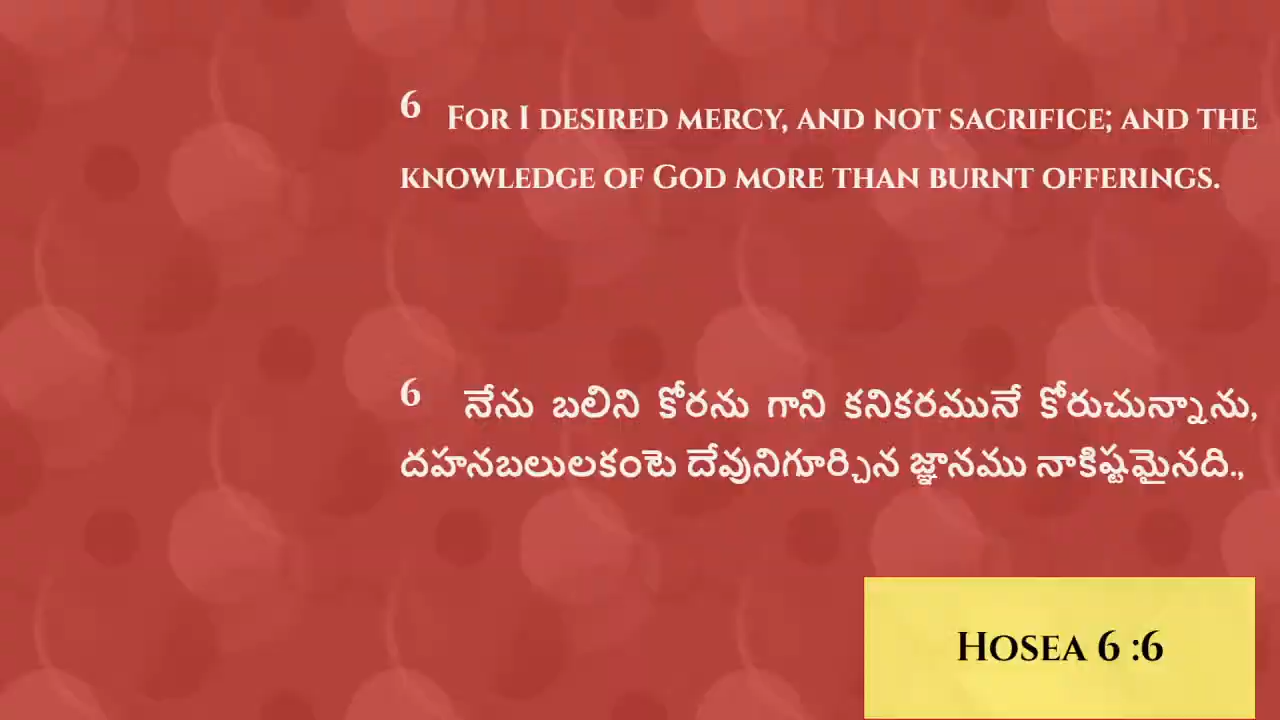 6 For I desired mercy, and not sacrifice; and the
knowledge of God more than burnt offerings.
6 నేను బలిని కోరను గాని కనికరమునే కోరుచున్నాను,
దహనబలులకంటె దేవునిగూర్చిన జ్ఞానము నాకిష్టమైనది.,
Hosea 6 :6